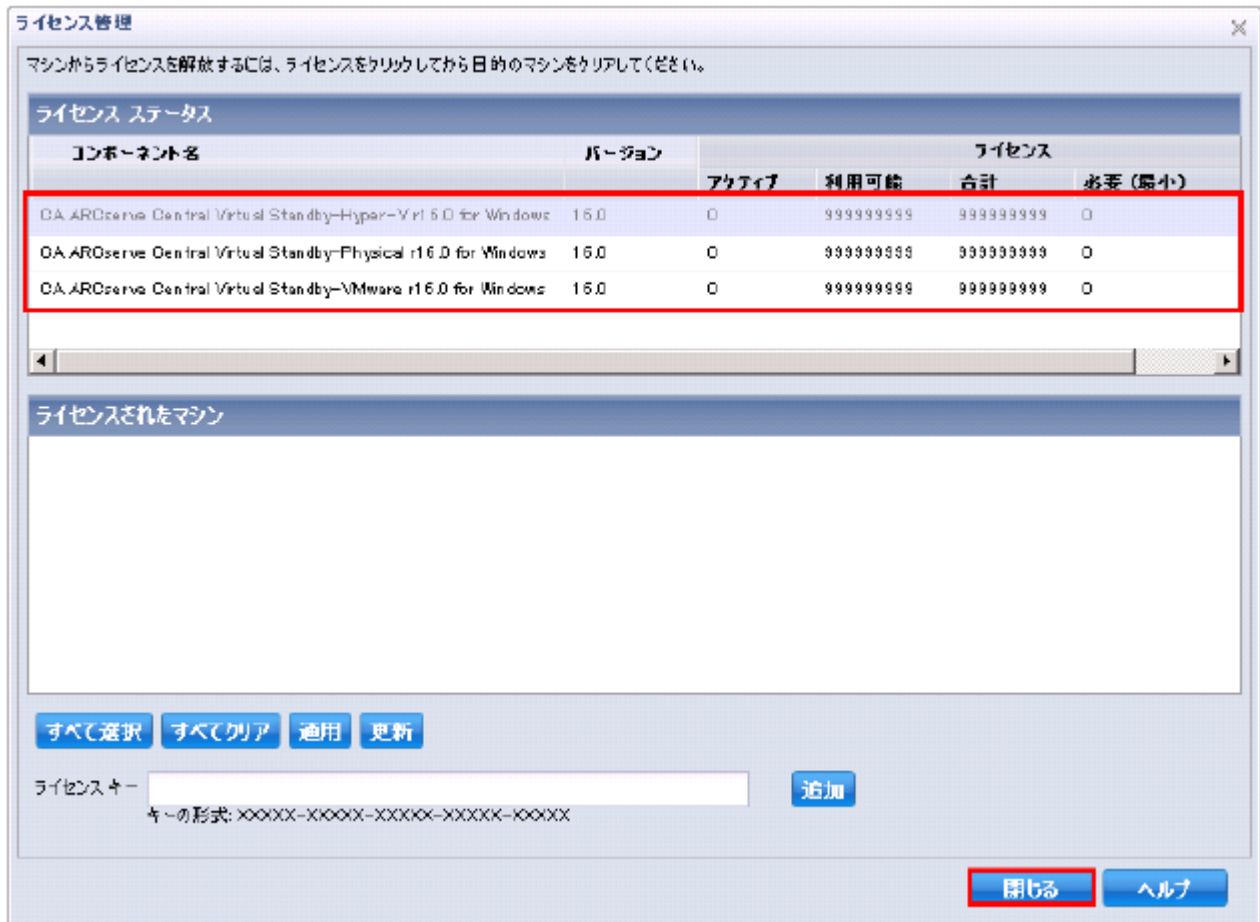 ライセンス管理
マシンからライセンスを解放するには、ライセンスをクリックしてから目的のマシンをクリアしてください。
ライセンス ステータス
コンポーネント名 バージョン ライセンス
アクティブ 利用可能 合計 必要 (最小)
CA ARCserve Central Virtual Standby-Hyper-V r16.0 for Windows 16.0 0 999999999 999999999 0
CA ARCserve Central Virtual Standby-Physical r16.0 for Windows 16.0 0 999999999 999999999 0
CA ARCserve Central Virtual Standby-VMware r16.0 for Windows 16.0 0 999999999 999999999 0
ライセンスされたマシン
すべて選択 すべてクリア 適用 更新
ライセンス キー 追加
キーの形式: XXXXX-XXXXX-XXXXX-XXXXX-XXXXX
閉じる ヘルプ